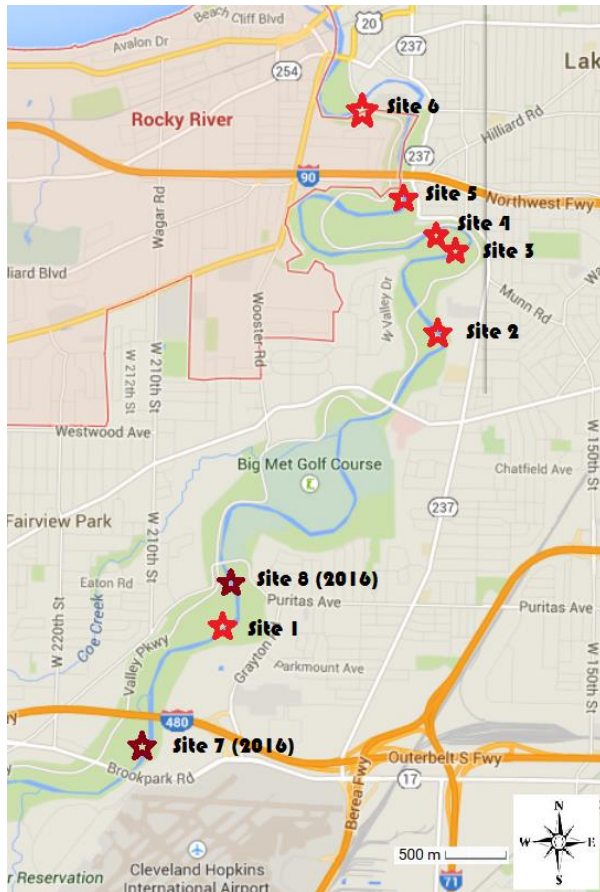 Beach Cliff Blvd
20
Avalon Dr
237
254
Lak
Site 6
Rocky River
Hilliard Rd
237
90
Site 5
Northwest Fwy
Wagar Rd
Site 4
Site 3
lliard Blvd
Wooster Rd
W Valley Dr
Munn Rd
Site 2
W 212th St
W 210th St
Westwood Ave
W 150th St
Big Met Golf Course
Chatfield Ave
237
Fairview Park
W 210th St
Eaton Rd
Site 8 (2016)
Puritas Ave
Puritas Ave
Coe Creek
W 220th St
Valley Pkwy
Site 1
Grayton
Parkmount Ave
W 150th St
480
Site 7 (2016)
Brookpark Rd
Outerbelt S Fwy
17
Berea Fwy
N
W
E
S
500 m
71
r Reservation
Cleveland Hopkins
International Airport